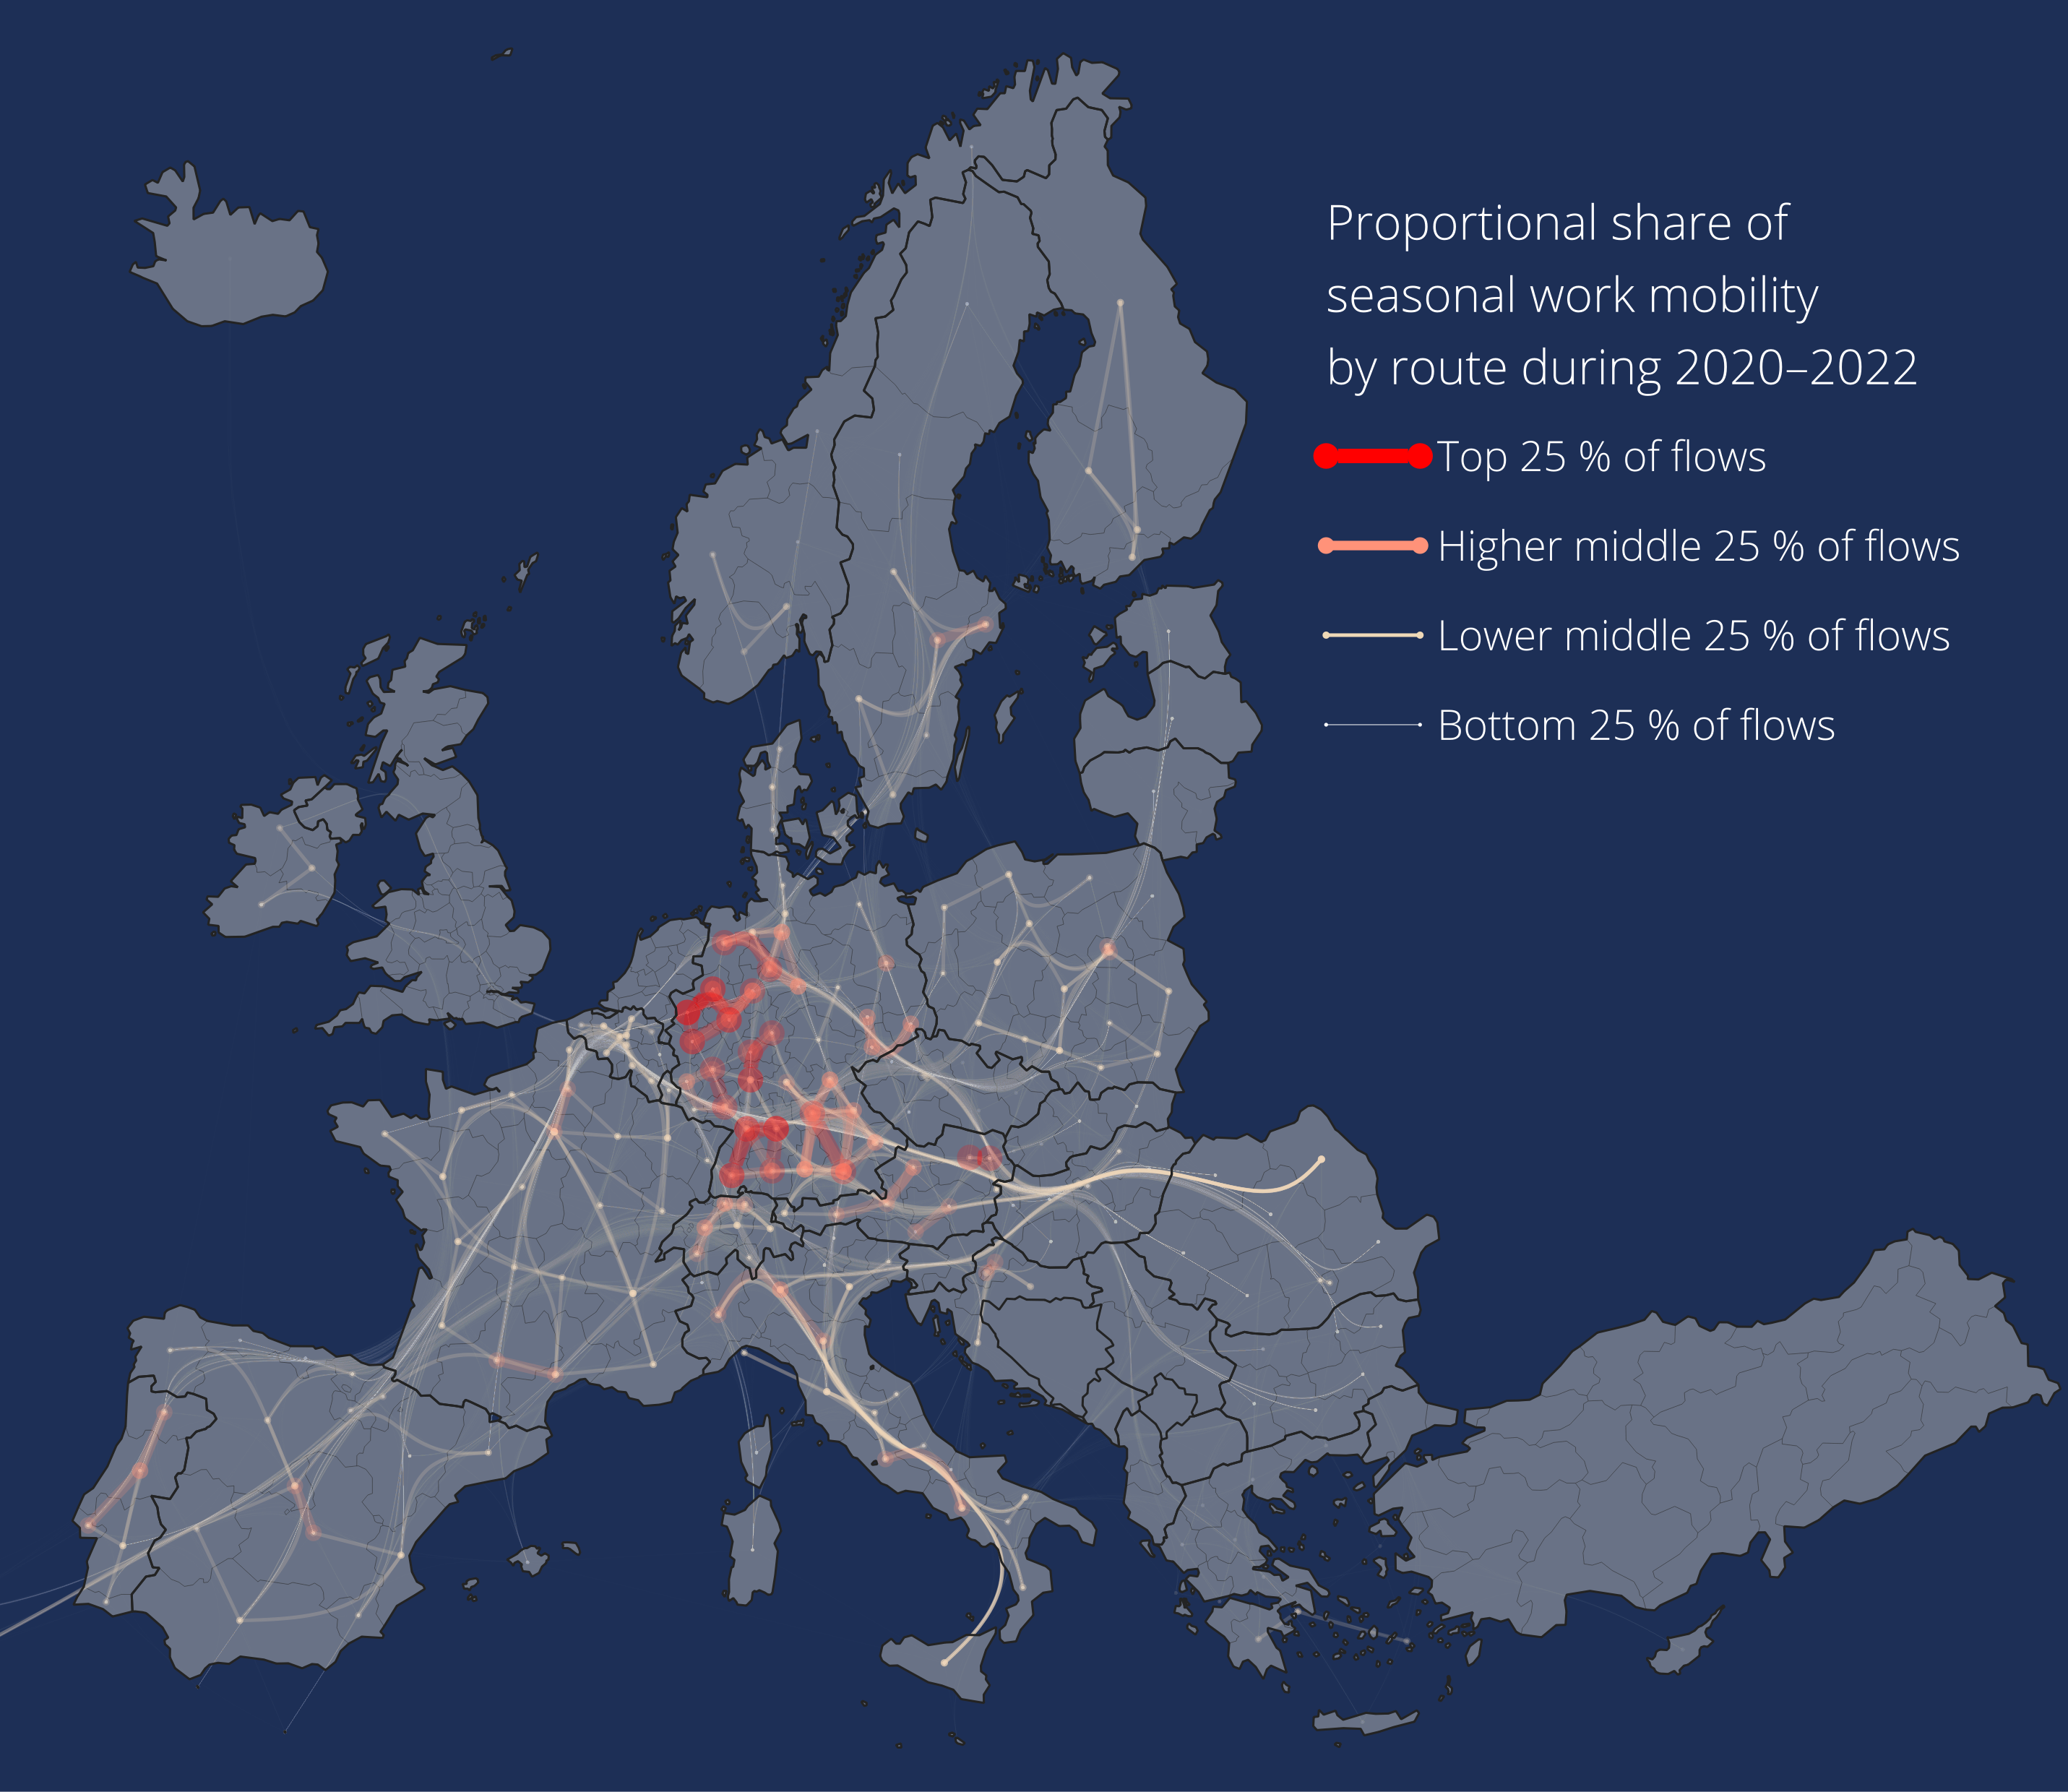 Proportional share of
seasonal work mobility
by route during 2020–2022
Top 25 % of flows
Higher middle 25 % of flows
Lower middle 25 % of flows
Bottom 25 % of flows